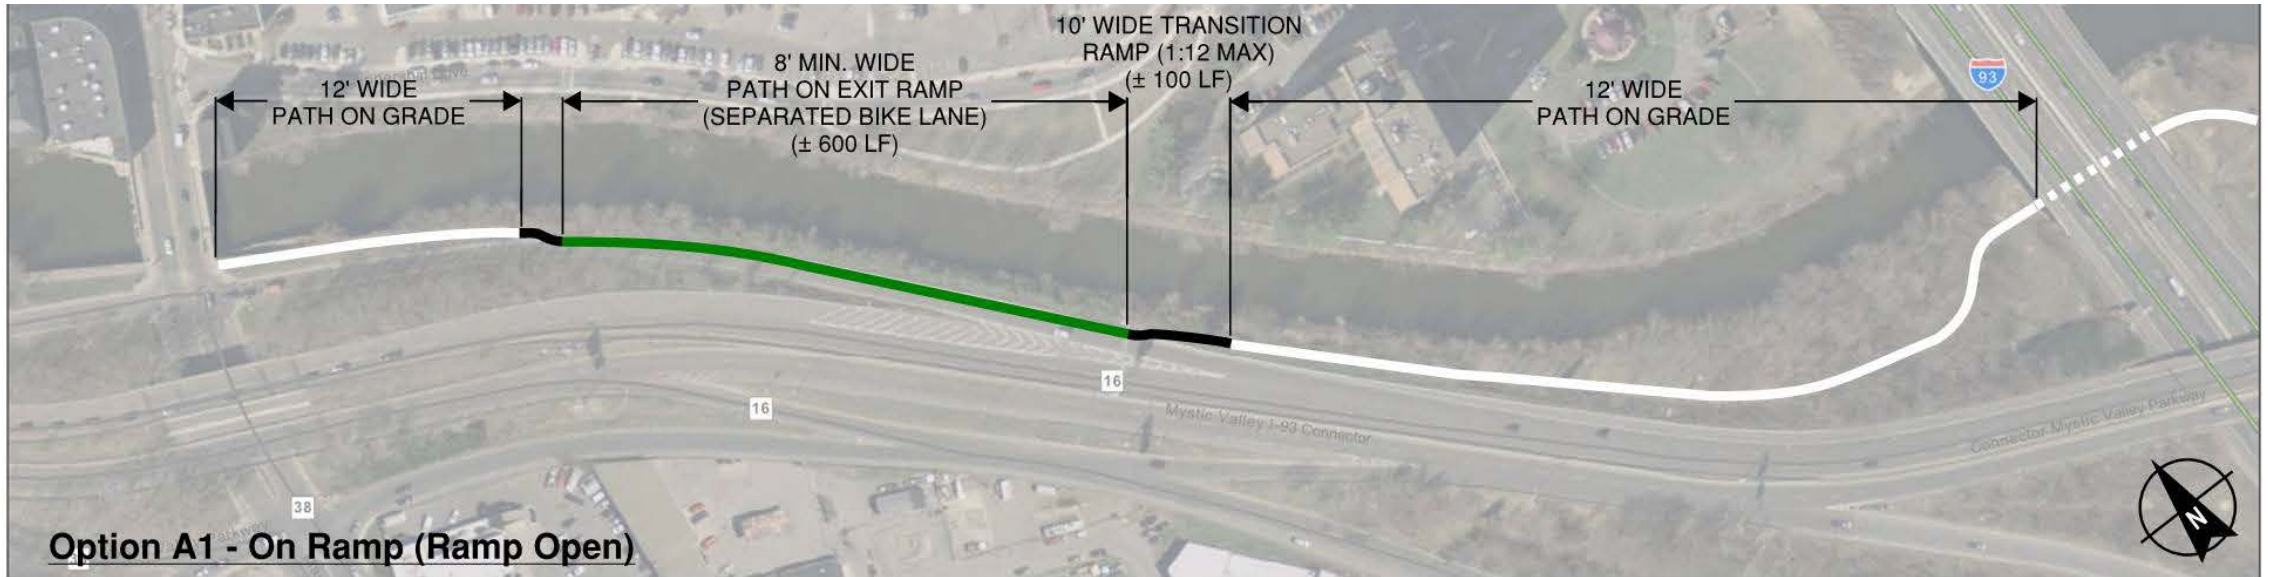 10' WIDE TRANSITION
RAMP (1:12 MAX)
(± 100 LF)
8' MIN. WIDE
PATH ON EXIT RAMP
(SEPARATED BIKE LANE)
(± 600 LF)
12' WIDE
PATH ON GRADE
12' WIDE
PATH ON GRADE
93
16
16
Mystic Valley I-93 Connector
Connector Mystic Valley Parkway
38
Option A1 - On Ramp (Ramp Open)
N